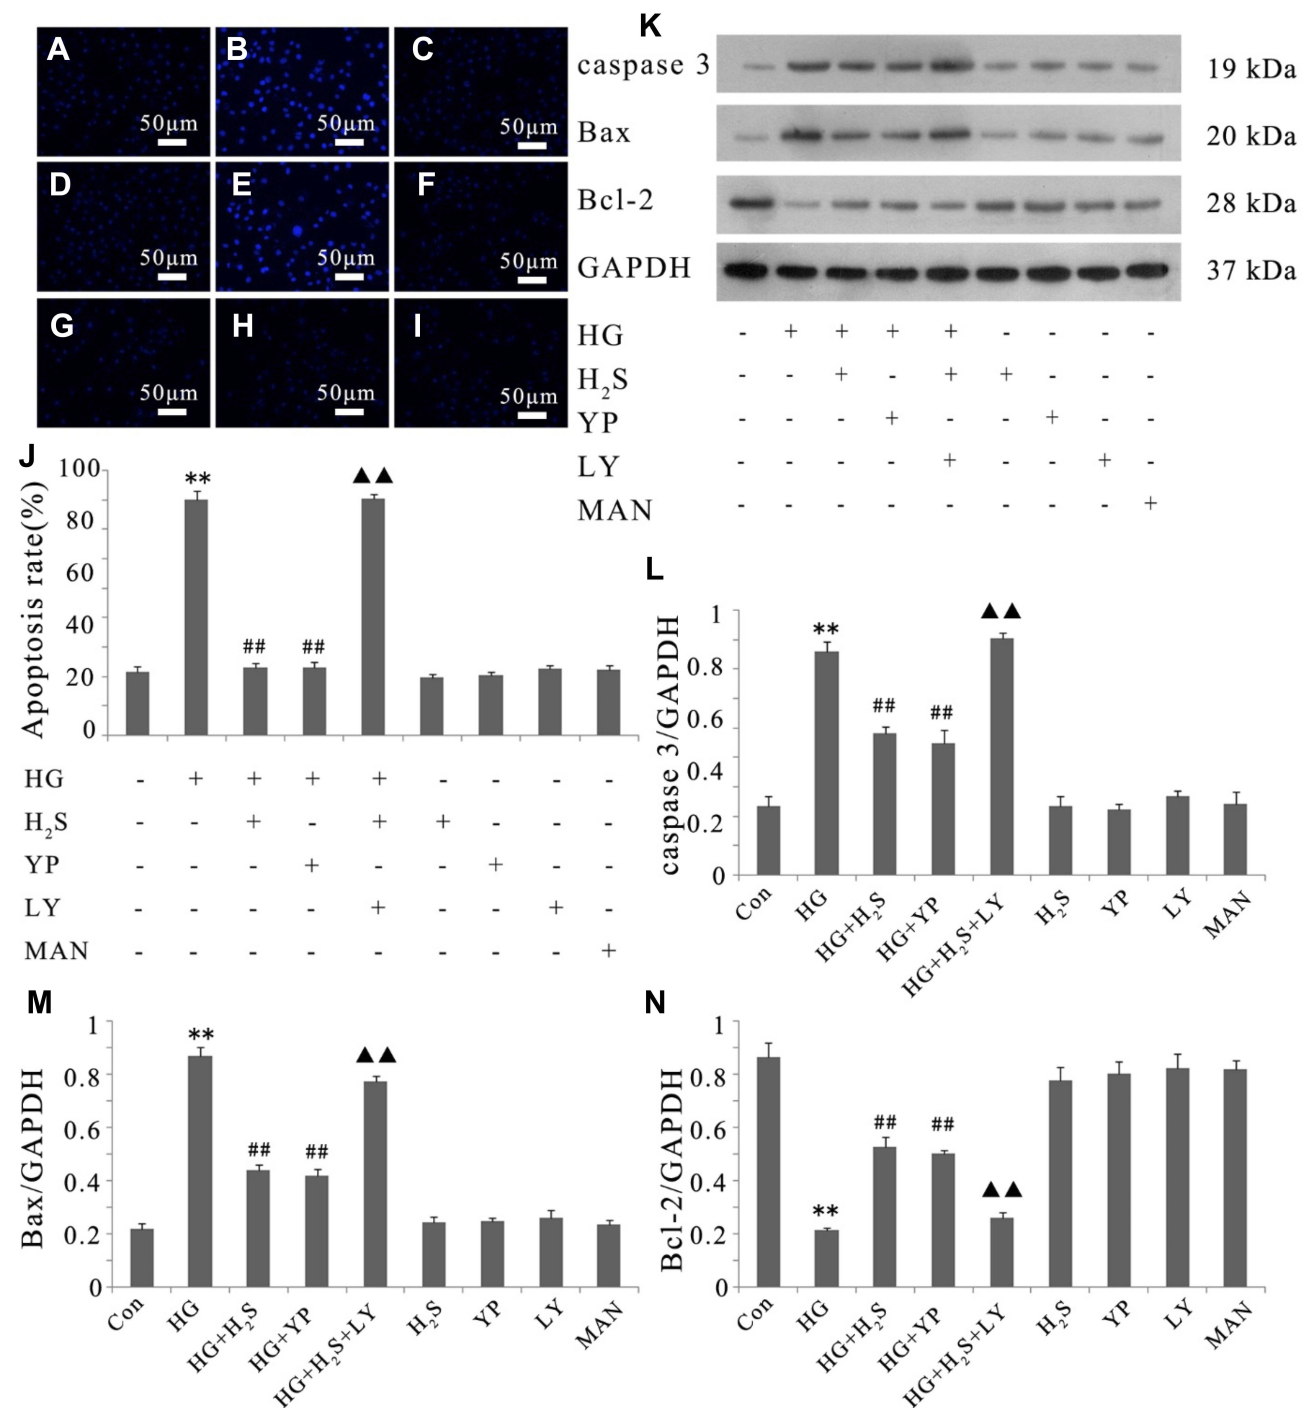 A
50μm
B
50μm
C
50μm
D
50μm
E
50μm
F
50μm
G
50μm
H
50μm
I
50μm
K
caspase 3 19 kDa
Bax 20 kDa
Bcl-2 28 kDa
GAPDH 37 kDa
HG - + + + + - - - -
H₂S - - + - + + - - -
YP - - - + - - + - -
LY - - - - + - - + -
MAN - - - - - - - - +
J
Apoptosis rate(%)
100
80
60
40
20
0
**
##
##
▲▲
HG - + + + + - - - -
H₂S - - + - + + - - -
YP - - - + - - + - -
LY - - - - + - - + -
MAN - - - - - - - - +
L
caspase 3/GAPDH
1
0.8
0.6
0.4
0.2
0
**
##
##
▲▲
Con
HG
HG+H₂S
HG+YP
HG+H₂S+LY
H₂S
YP
LY
MAN
M
Bax/GAPDH
1
0.8
0.6
0.4
0.2
0
**
##
##
▲▲
Con
HG
HG+H₂S
HG+YP
HG+H₂S+LY
H₂S
YP
LY
MAN
N
Bcl-2/GAPDH
1
0.8
0.6
0.4
0.2
0
**
##
##
▲▲
Con
HG
HG+H₂S
HG+YP
HG+H₂S+LY
H₂S
YP
LY
MAN